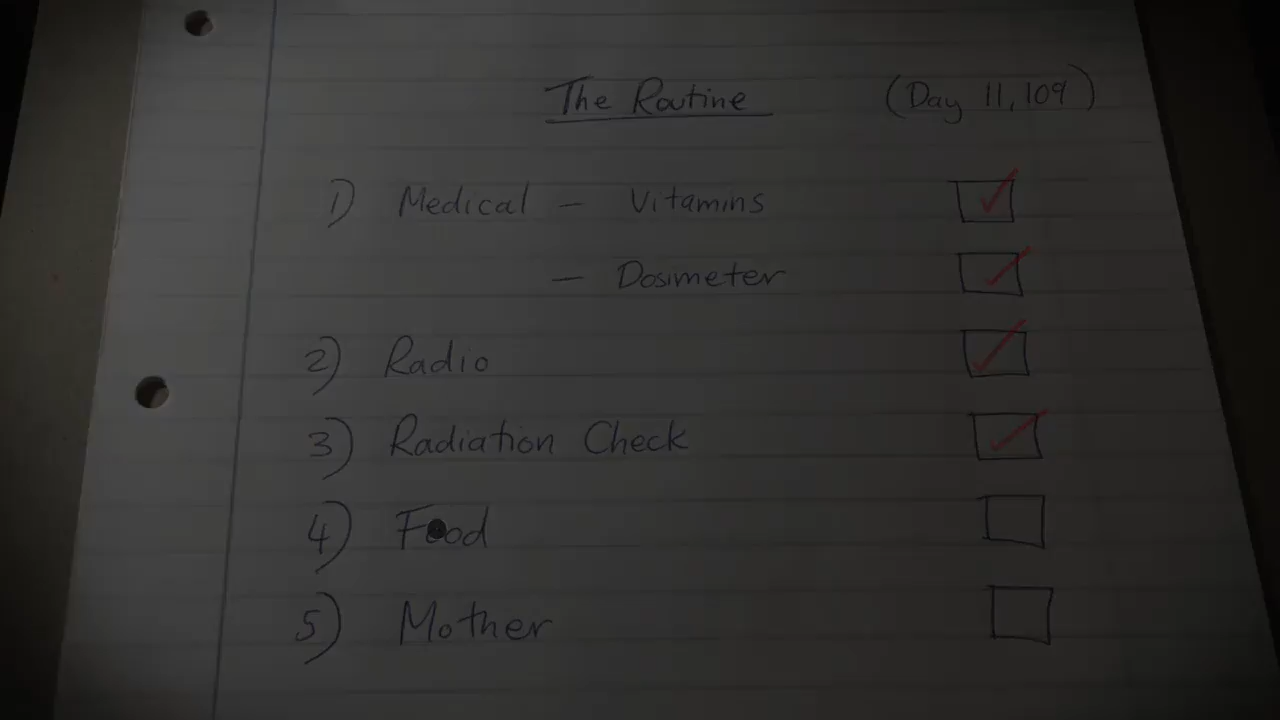 The Routine (Day 11,109)
1) Medical - Vitamins
- Dosimeter
2) Radio
3) Radiation Check
4) Food
5) Mother